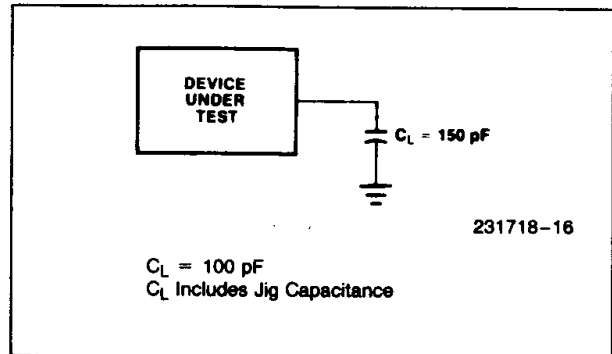 DEVICE
UNDER
TEST
C_L = 150 pF
231718-16
C_L = 100 pF
C_L Includes Jig Capacitance